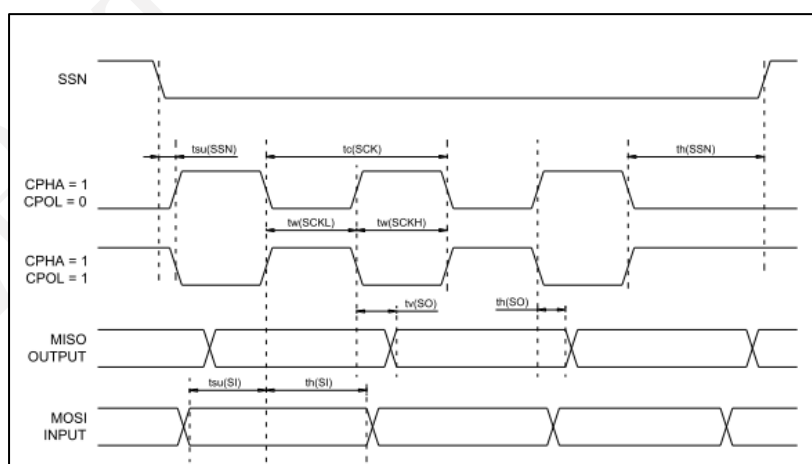 SSN
tsu(SSN)
tc(SCK)
th(SSN)
CPHA = 1
CPOL = 0
tw(SCKL)
tw(SCKH)
CPHA = 1
CPOL = 1
tv(SO)
th(SO)
MISO
OUTPUT
tsu(SI)
th(SI)
MOSI
INPUT